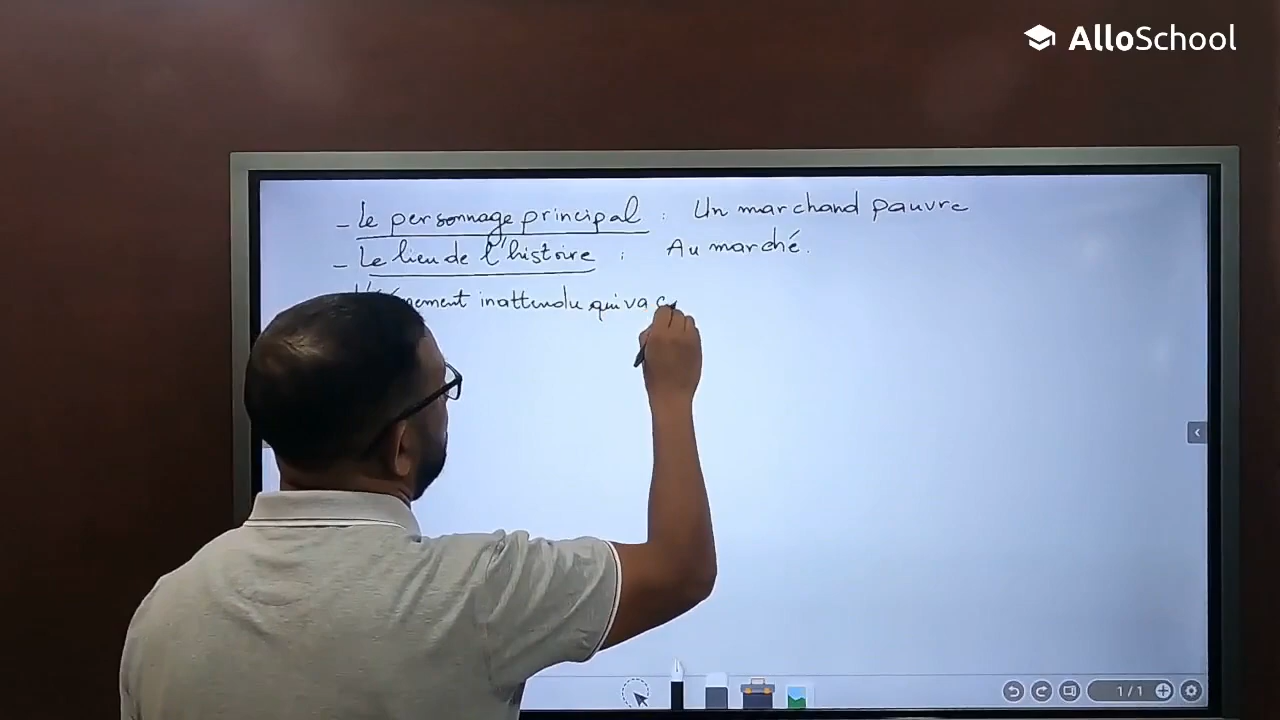 AlloSchool
- Le personnage principal : Un marchand pauvre
- Le lieu de l'histoire : Au marché.
inattendu qui va
1/1